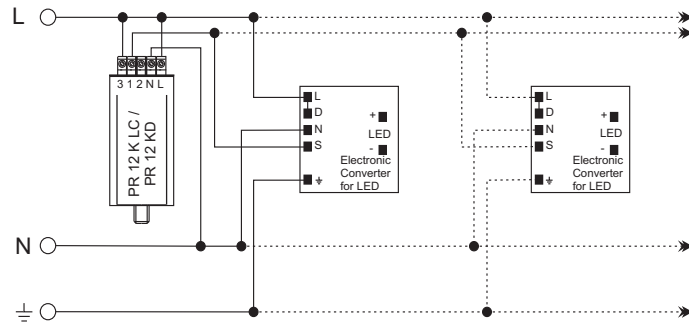 L
3 1 2 N L
PR 12 K LC /
PR 12 KD
L
D
N
S
+
LED
-
Electronic
Converter
for LED
L
D
N
S
+
LED
-
Electronic
Converter
for LED
N